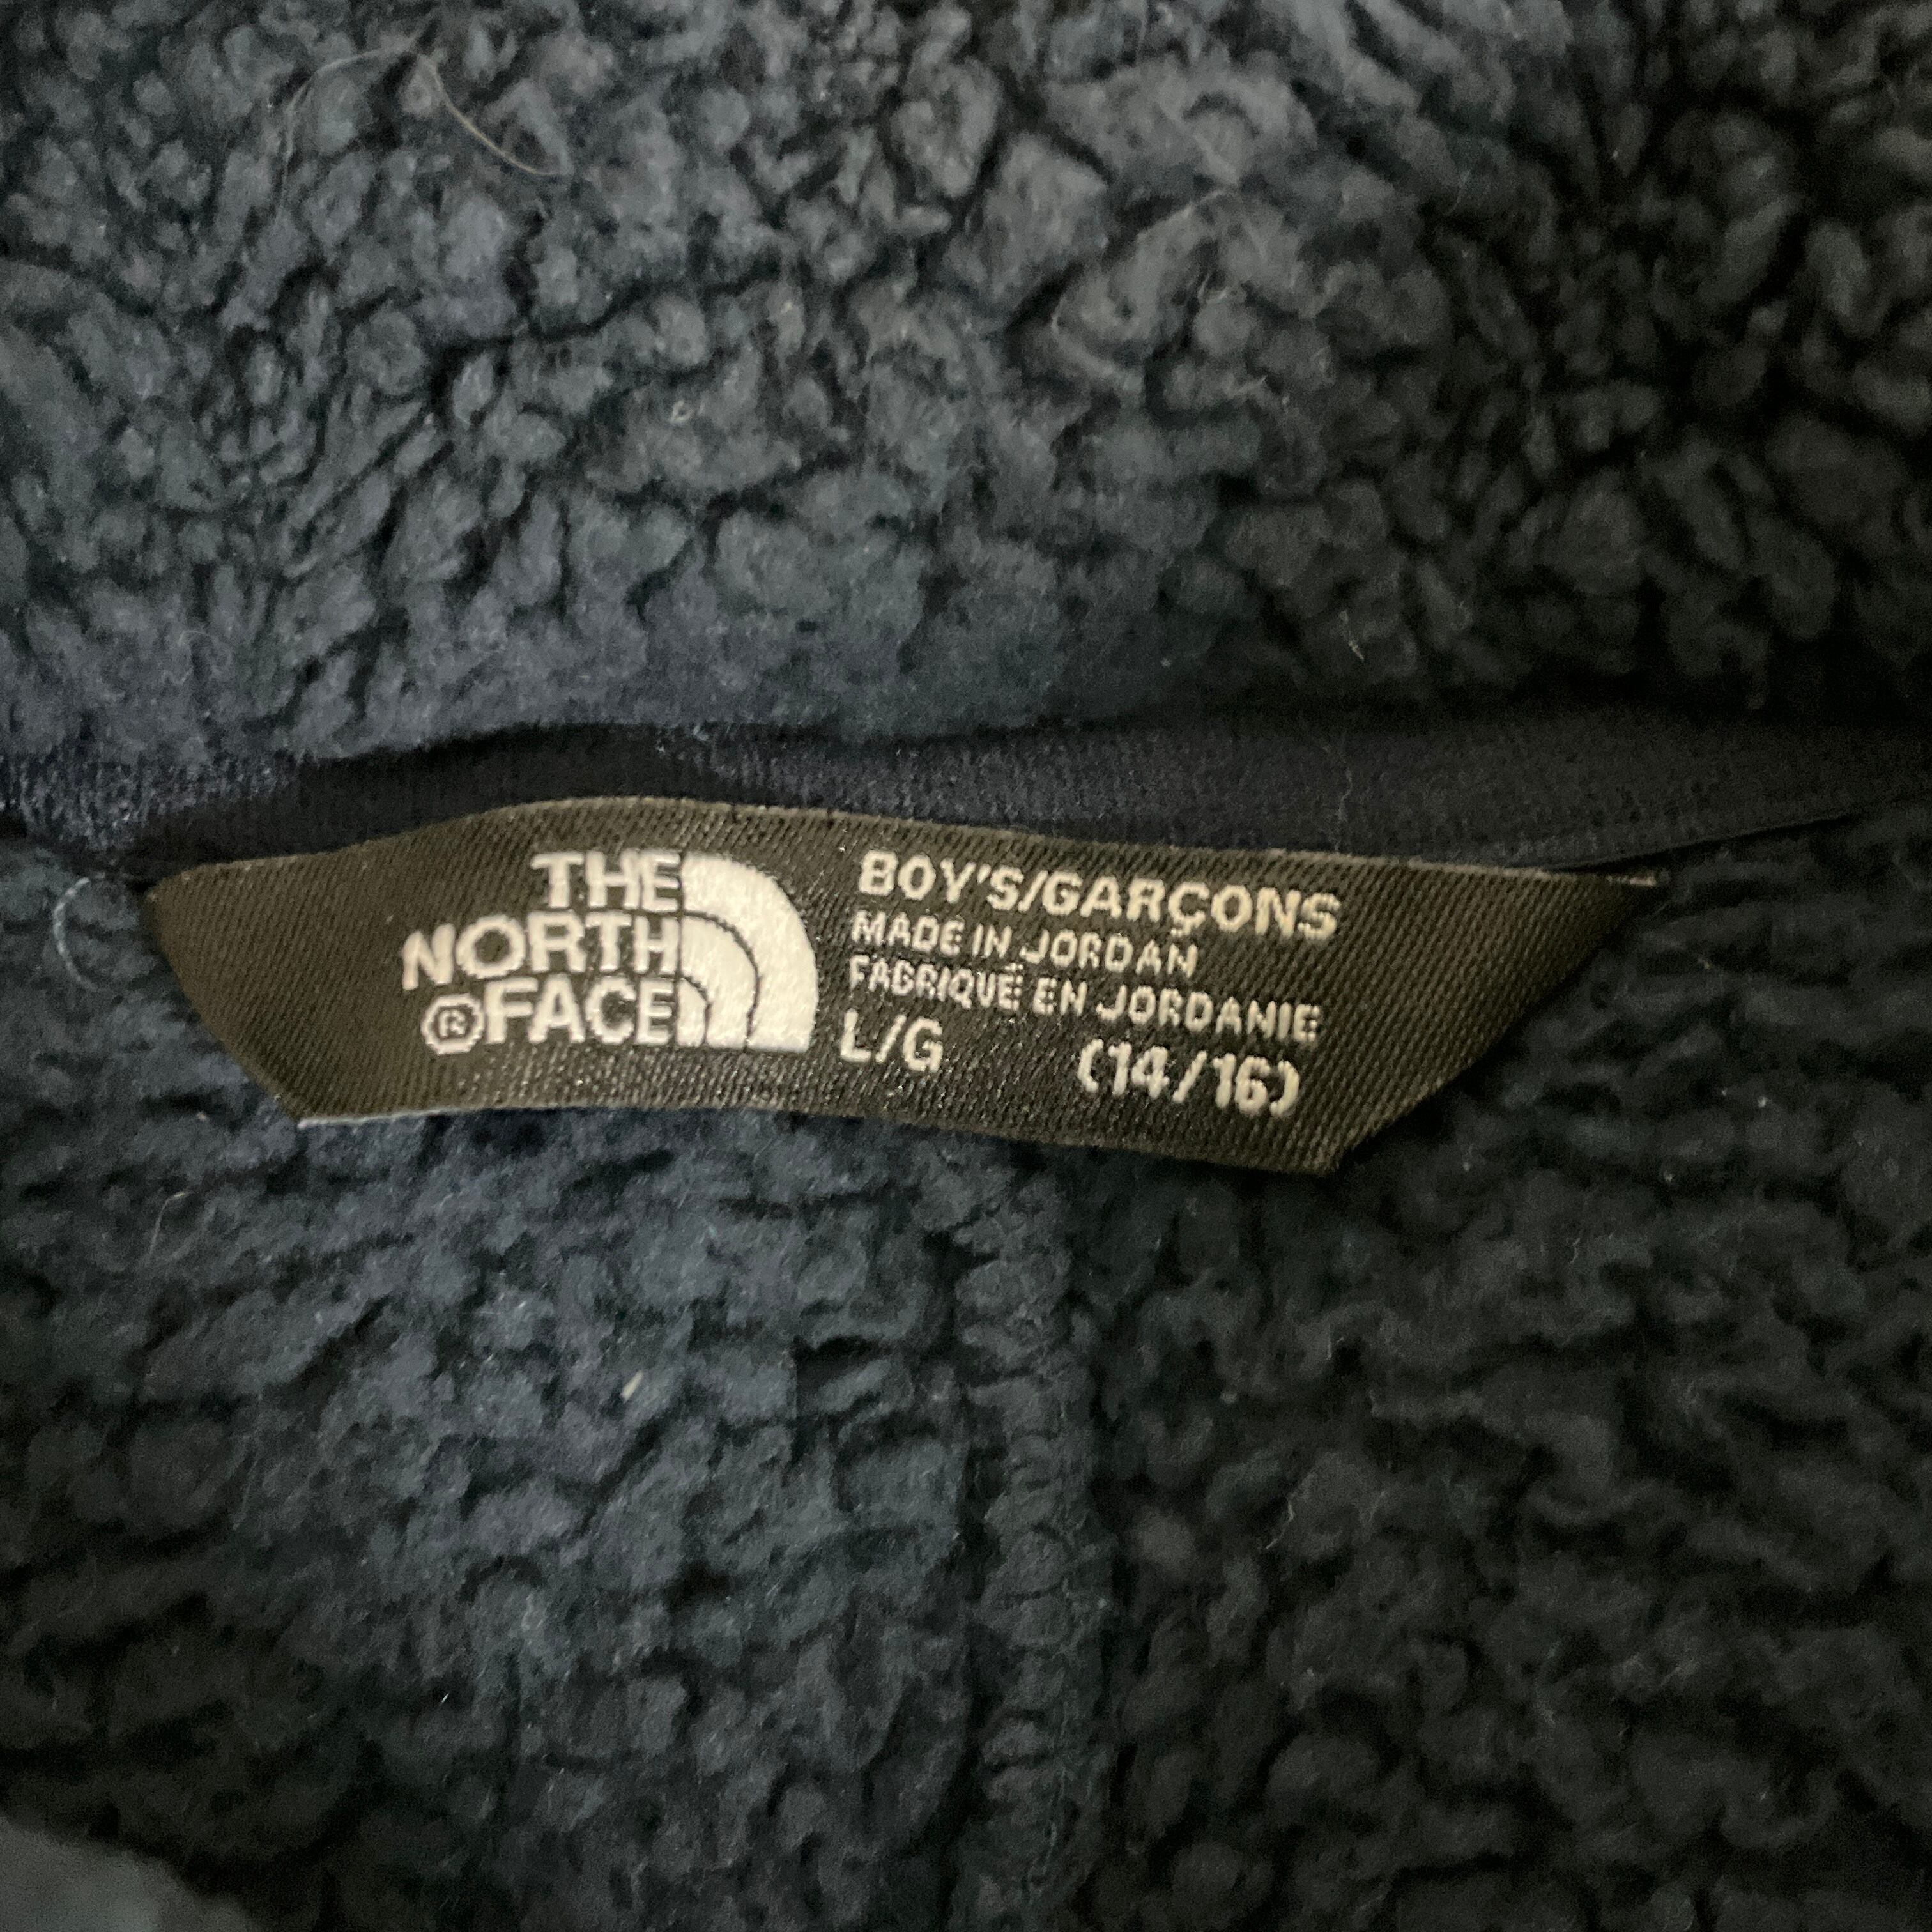 THE
NORTH
®FACE
BOY'S/GARÇONS
MADE IN JORDAN
FABRIQUÉ EN JORDANIE
L/G (14/16)